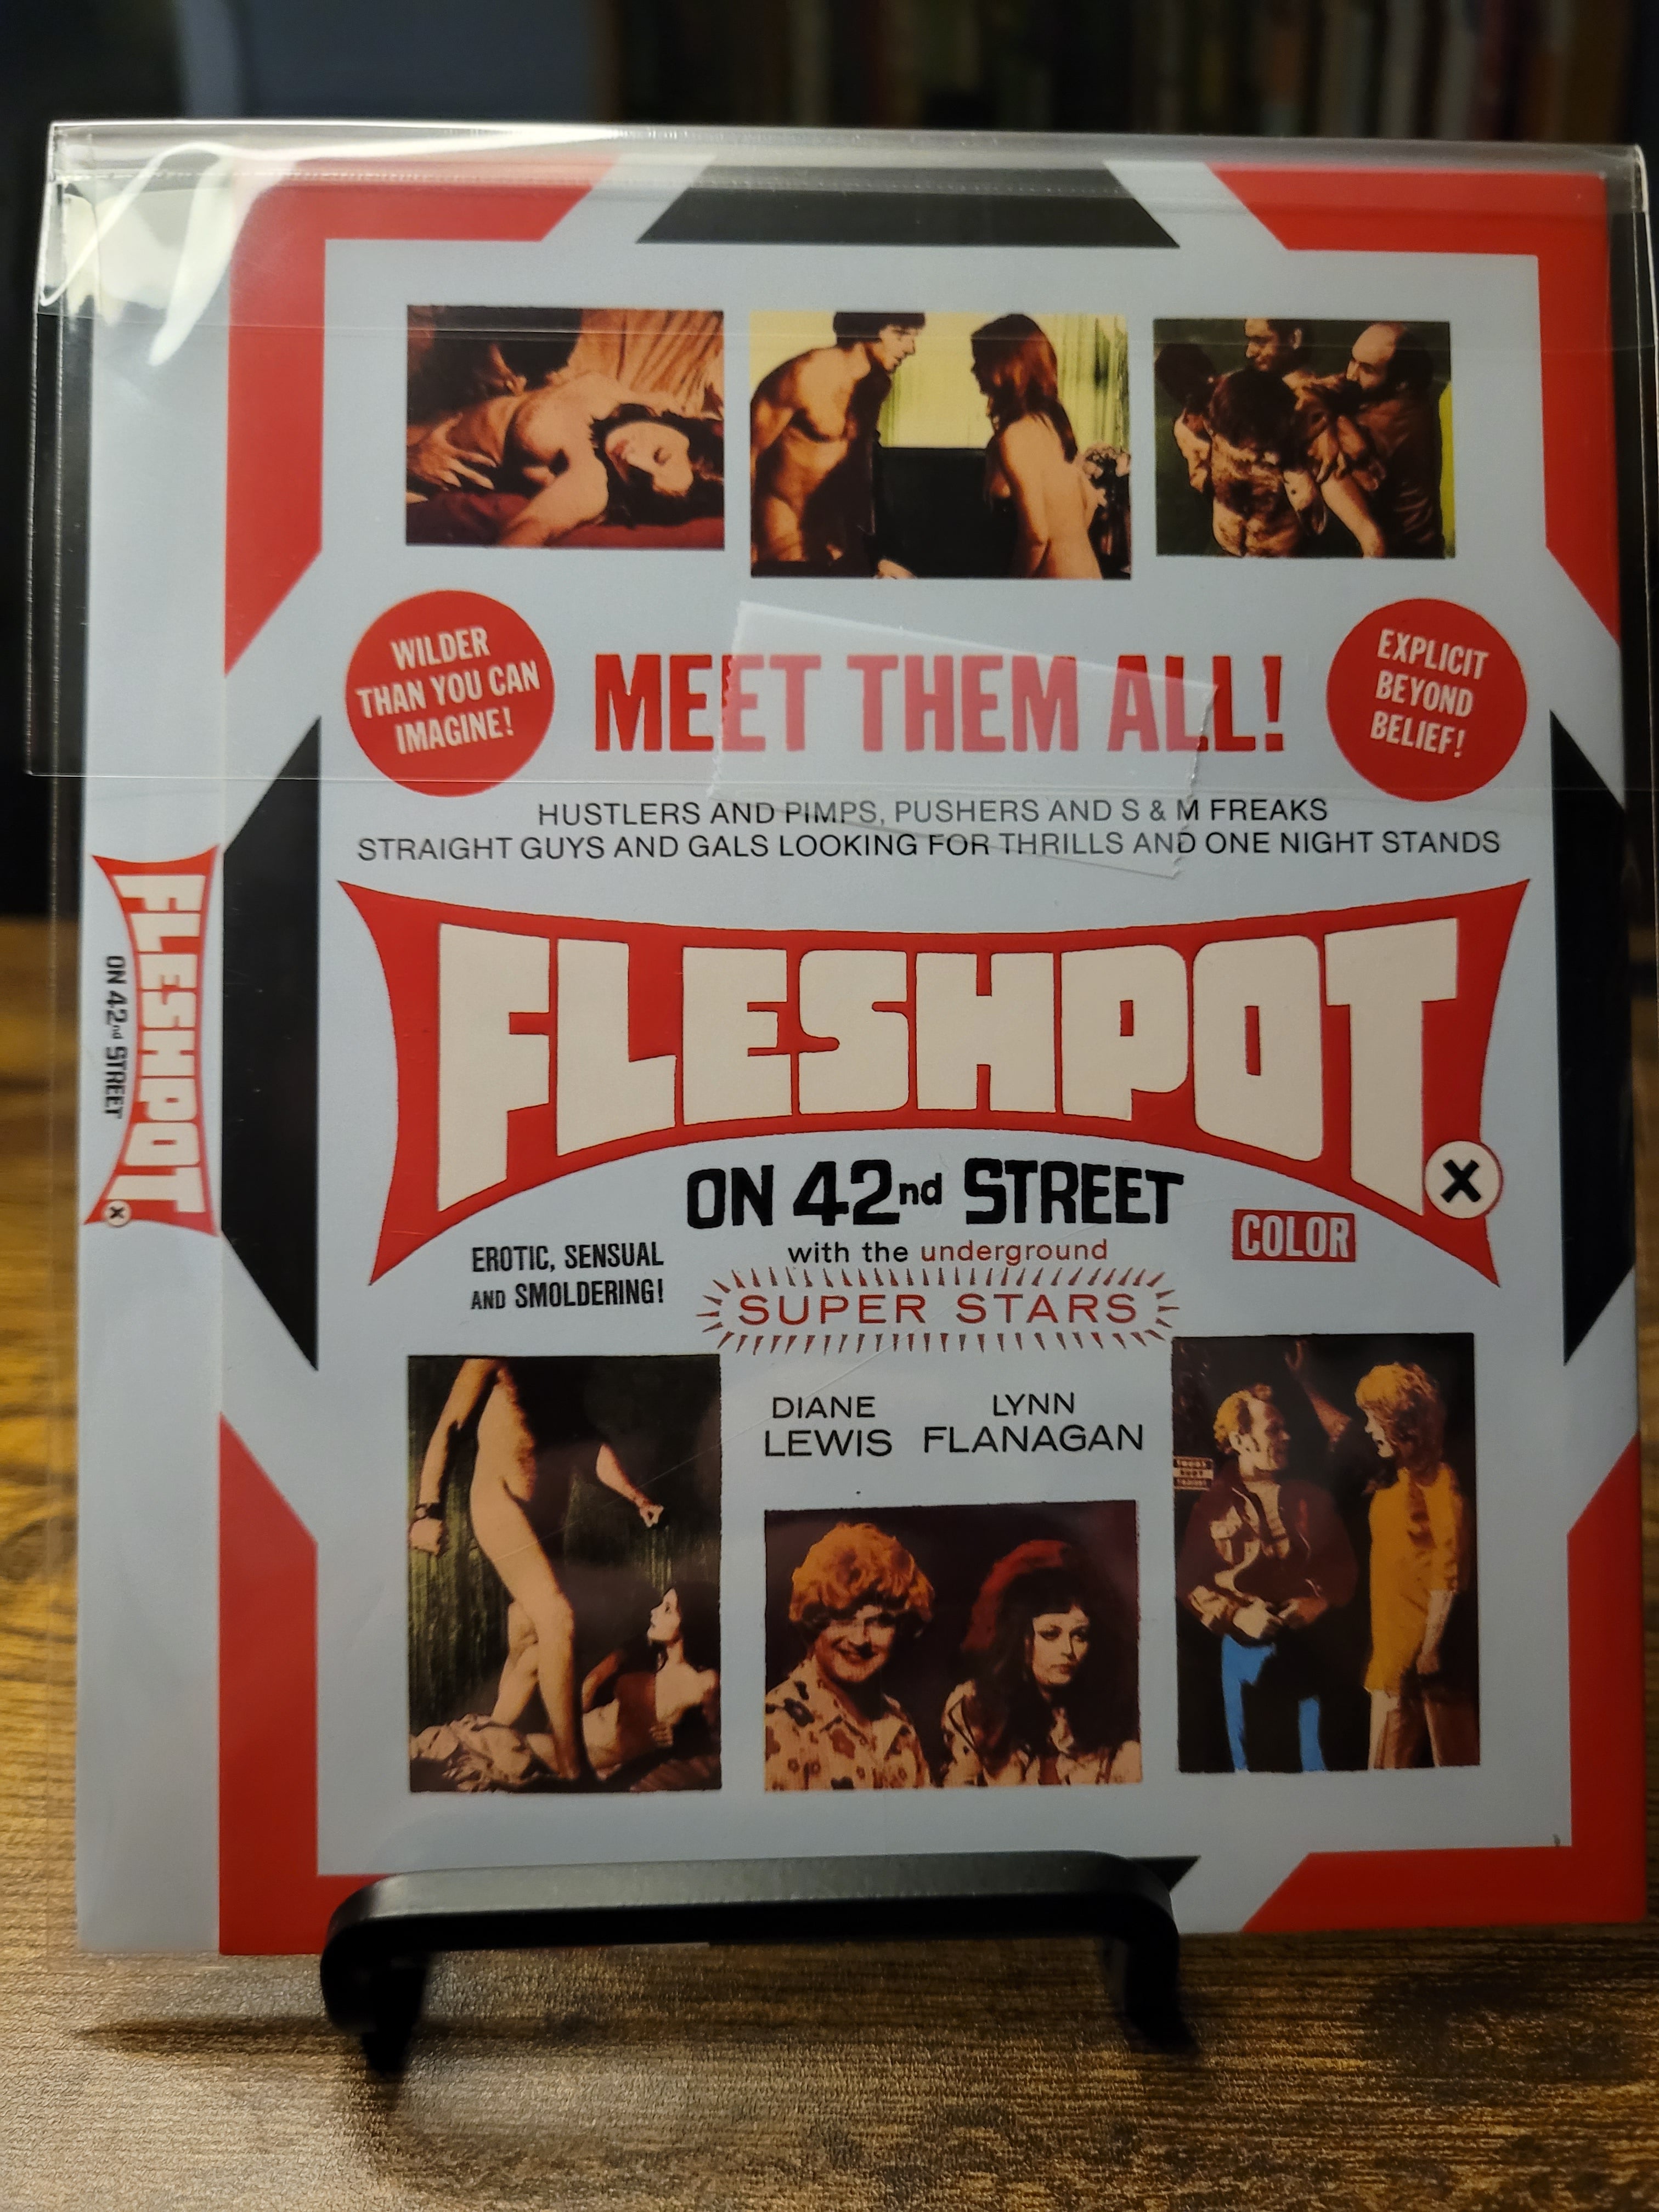 WILDER
THAN YOU CAN
IMAGINE!
MEET THEM ALL!
EXPLICIT
BEYOND
BELIEF!
HUSTLERS AND PIMPS, PUSHERS AND S & M FREAKS
STRAIGHT GUYS AND GALS LOOKING FOR THRILLS AND ONE NIGHT STANDS
FLESHPOT
X
ON 42nd STREET
COLOR
EROTIC, SENSUAL
AND SMOLDERING!
with the underground
SUPER STARS
DIANE
LEWIS
LYNN
FLANAGAN
FLESHPOT
X
ON 42nd STREET